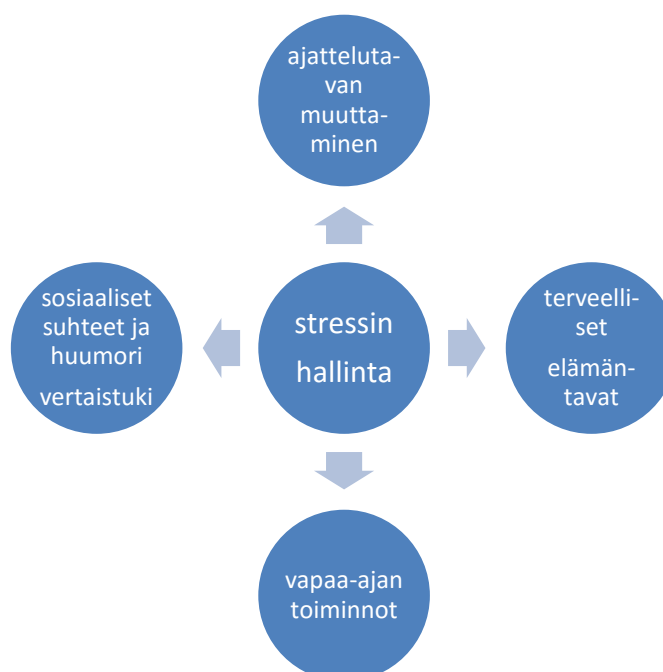 ajatteluta-
van
muutta-
minen
sosiaaliset
suhteet ja
huumori
vertaistuki
stressin
hallinta
terveelli-
set
elämän-
tavat
vapaa-ajan
toiminnot